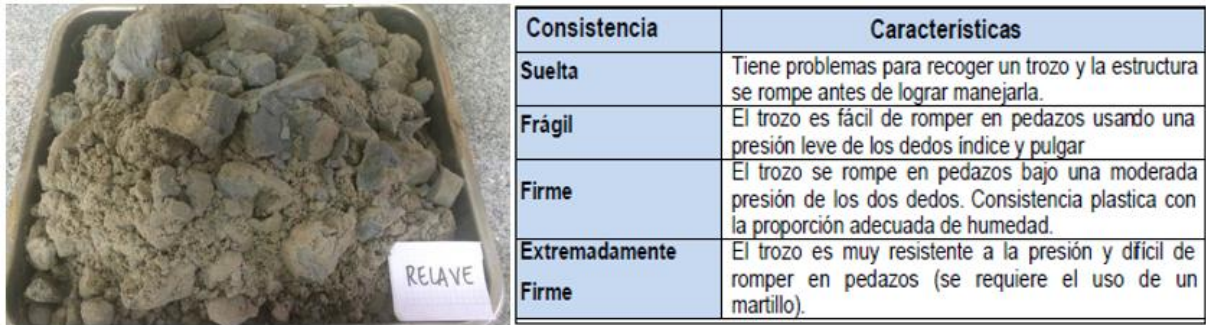 RELAVE
Consistencia Características
Suelta
Tiene problemas para recoger un trozo y la estructura
se rompe antes de lograr manejarla.
Frágil
El trozo es fácil de romper en pedazos usando una
presión leve de los dedos índice y pulgar
Firme
El trozo se rompe en pedazos bajo una moderada
presión de los dos dedos. Consistencia plastica con
la proporción adecuada de humedad.
Extremadamente
Firme
El trozo es muy resistente a la presión y difícil de
romper en pedazos (se requiere el uso de un
martillo).